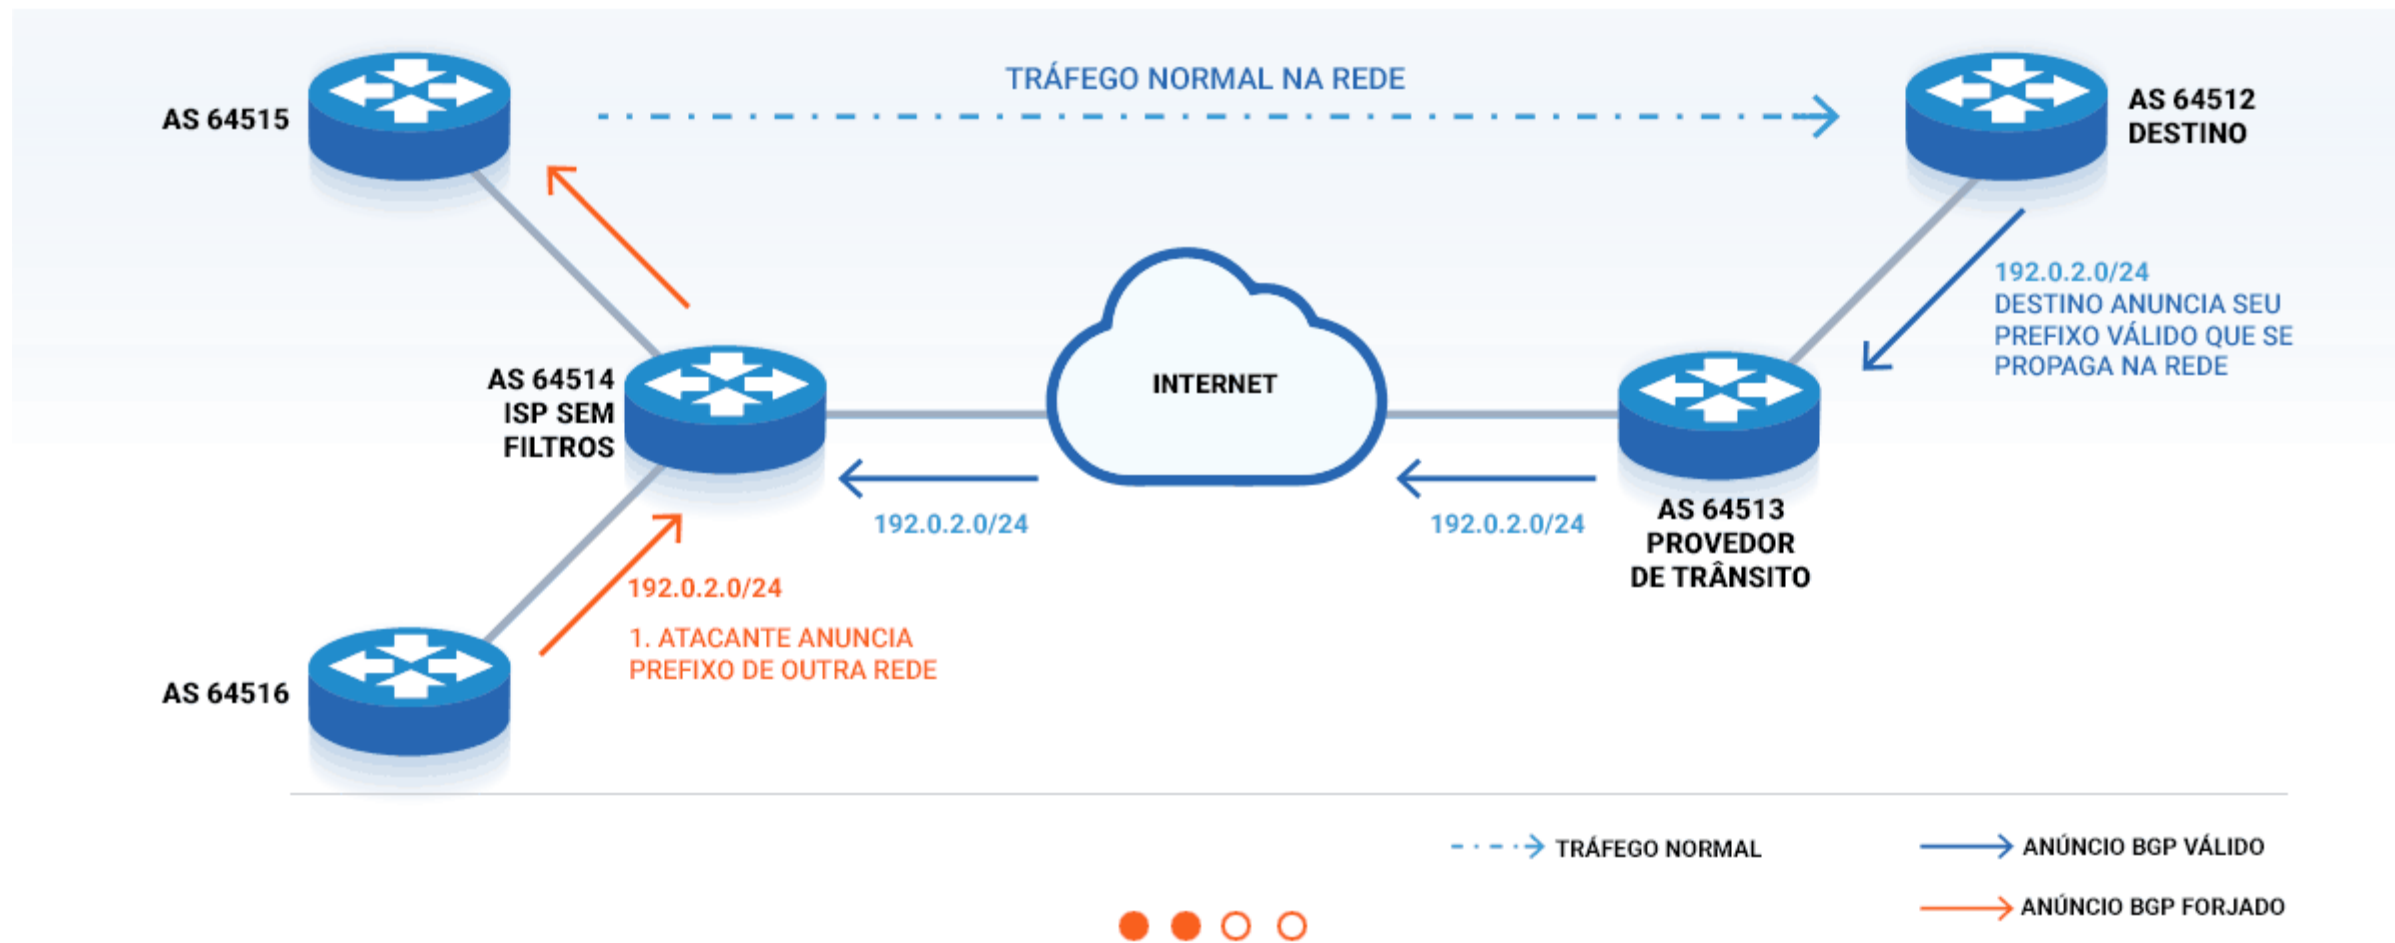 TRÁFEGO NORMAL NA REDE
AS 64515
AS 64512
DESTINO
192.0.2.0/24
DESTINO ANUNCIA SEU
PREFIXO VÁLIDO QUE SE
PROPAGA NA REDE
AS 64514
ISP SEM
FILTROS
INTERNET
192.0.2.0/24
192.0.2.0/24
AS 64513
PROVEDOR
DE TRÂNSITO
192.0.2.0/24
1. ATACANTE ANUNCIA
PREFIXO DE OUTRA REDE
AS 64516
TRÁFEGO NORMAL
ANÚNCIO BGP VÁLIDO
ANÚNCIO BGP FORJADO